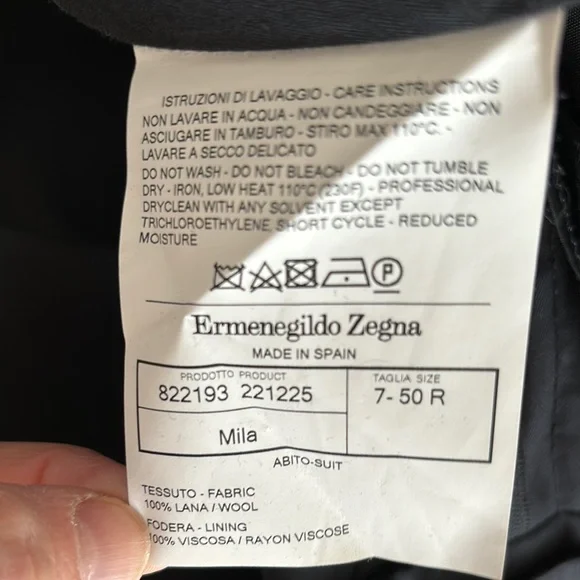 ISTRUZIONI DI LAVAGGIO - CARE INSTRUCTIONS
NON LAVARE IN ACQUA - NON CANDEGGIARE - NON
ASCIUGARE IN TAMBURO - STIRO MAX 110°C. -
LAVARE A SECCO DELICATO
DO NOT WASH - DO NOT BLEACH - DO NOT TUMBLE
DRY - IRON, LOW HEAT 110°C (230F) - PROFESSIONAL
DRYCLEAN WITH ANY SOLVENT EXCEPT
TRICHLOROETHYLENE, SHORT CYCLE - REDUCED
MOISTURE
P
Ermenegildo Zegna
MADE IN SPAIN
PRODOTTO PRODUCT
822193 221225
TAGLIA SIZE
7- 50 R
Mila
ABITO-SUIT
TESSUTO - FABRIC
100% LANA / WOOL
FODERA - LINING
100% VISCOSA / RAYON VISCOSE